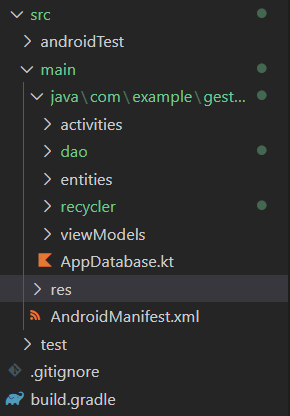 src
androidTest
main
java\com\example\gest...
activities
dao
entities
recycler
viewModels
AppDatabase.kt
res
AndroidManifest.xml
test
.gitignore
build.gradle